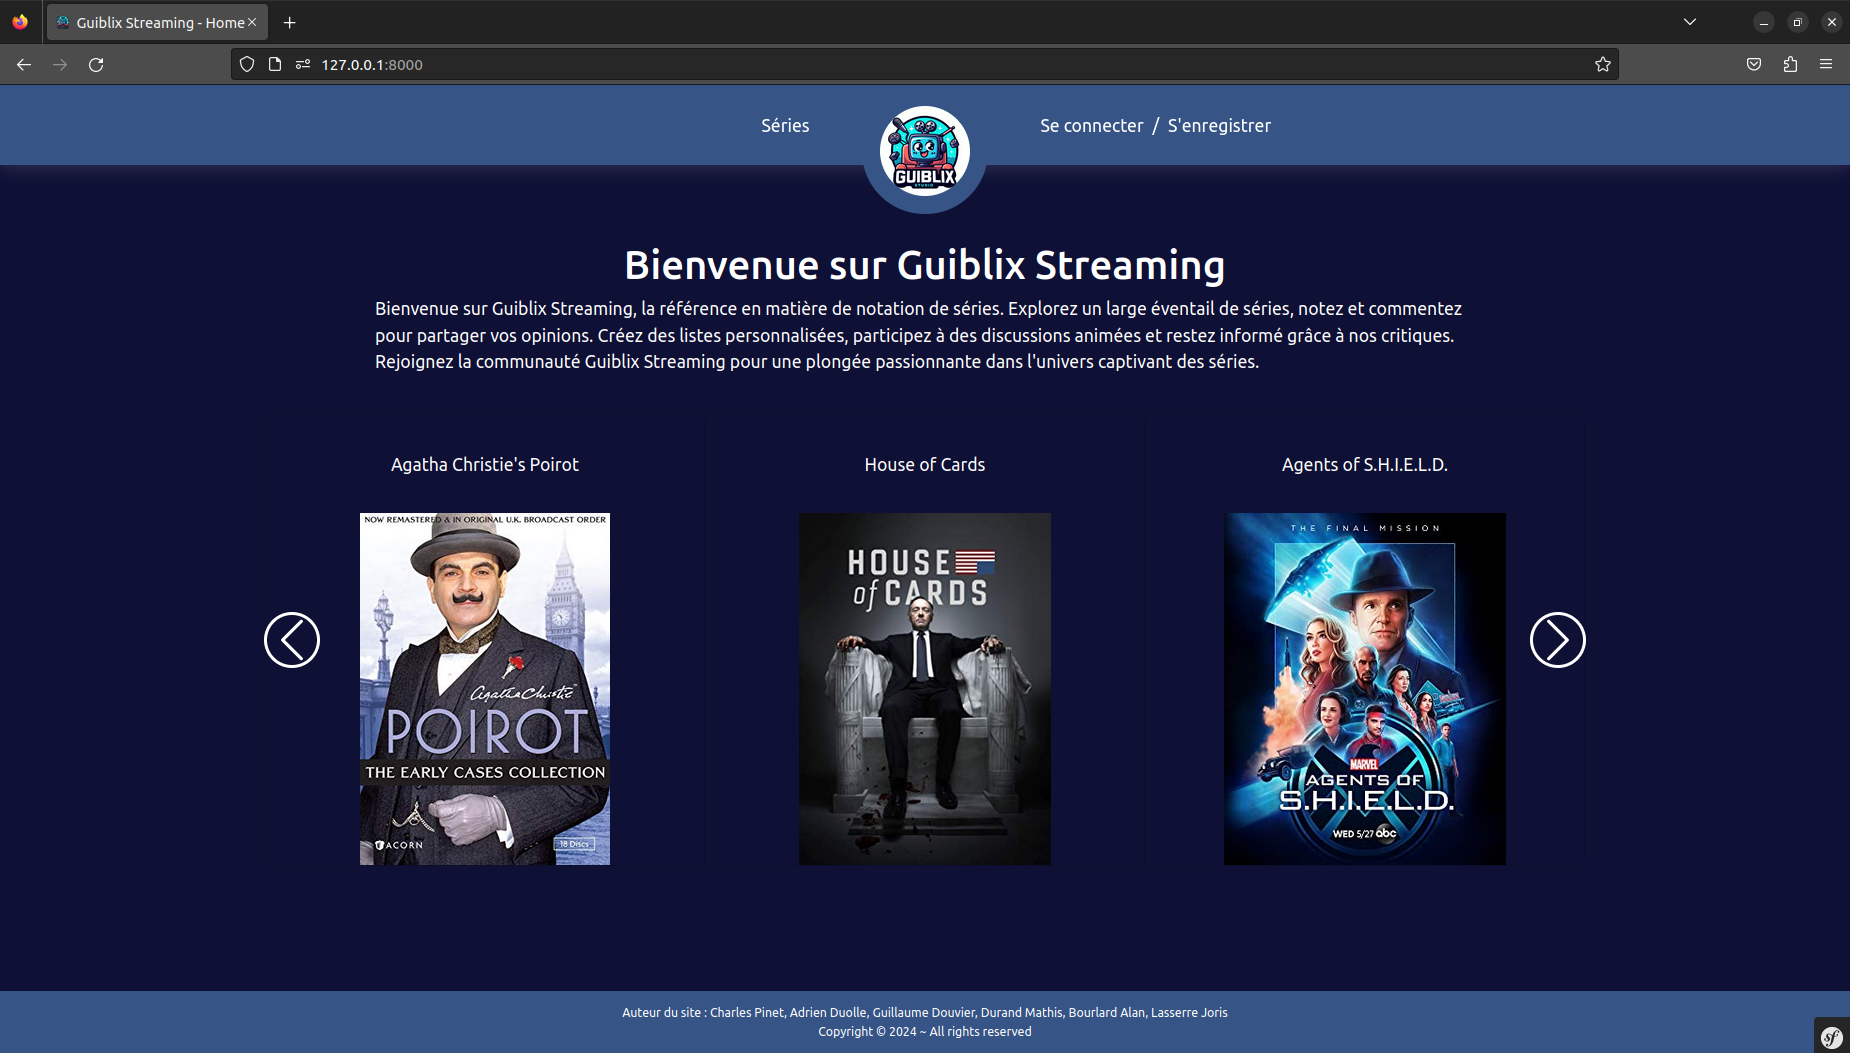 Guiblix Streaming - Home
127.0.0.1:8000
Séries
GUIBLIX
STUDIO
Se connecter / S'enregistrer
Bienvenue sur Guiblix Streaming
Bienvenue sur Guiblix Streaming, la référence en matière de notation de séries. Explorez un large éventail de séries, notez et commentez
pour partager vos opinions. Créez des listes personnalisées, participez à des discussions animées et restez informé grâce à nos critiques.
Rejoignez la communauté Guiblix Streaming pour une plongée passionnante dans l'univers captivant des séries.
Agatha Christie's Poirot
NOW REMASTERED & IN ORIGINAL U.K. BROADCAST ORDER
Agatha Christie
POIROT
THE EARLY CASES COLLECTION
ACORN
18 Discs
House of Cards
HOUSE
of CARDS
Agents of S.H.I.E.L.D.
THE FINAL MISSION
MARVEL
AGENTS OF
S.H.I.E.L.D.
WED 5/27 abc
Auteur du site : Charles Pinet, Adrien Duolle, Guillaume Douvier, Durand Mathis, Bourlard Alan, Lasserre Joris
Copyright © 2024 ~ All rights reserved
sf